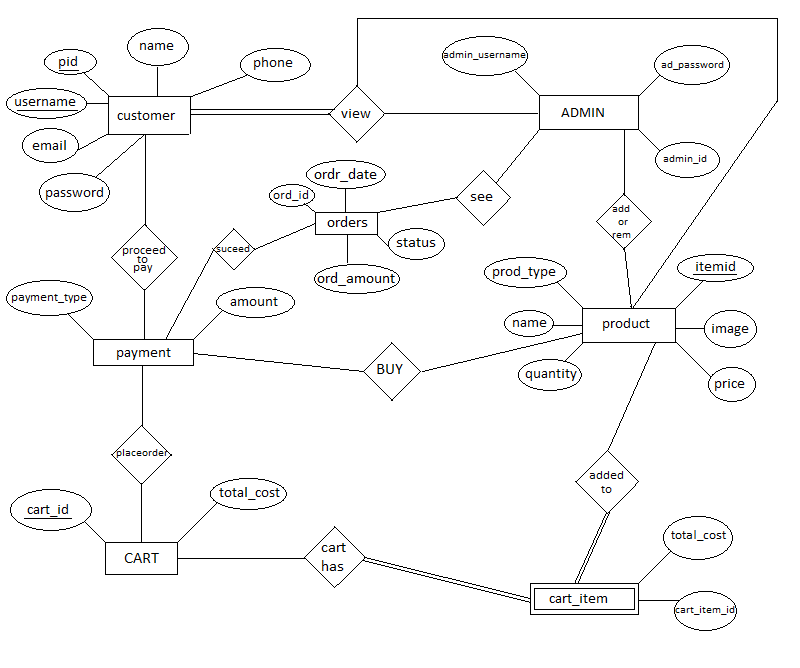 name
admin_username
pid
phone
ad_password
username
customer
view
ADMIN
email
admin_id
ordr_date
password
ord_id
see
add
or
rem
orders
status
proceed
to
pay
suceed
prod_type
itemid
ord_amount
payment_type
amount
name
product
image
payment
BUY
quantity
price
placeorder
added
to
cart_id
total_cost
total_cost
CART
cart
has
cart_item
cart_item_id